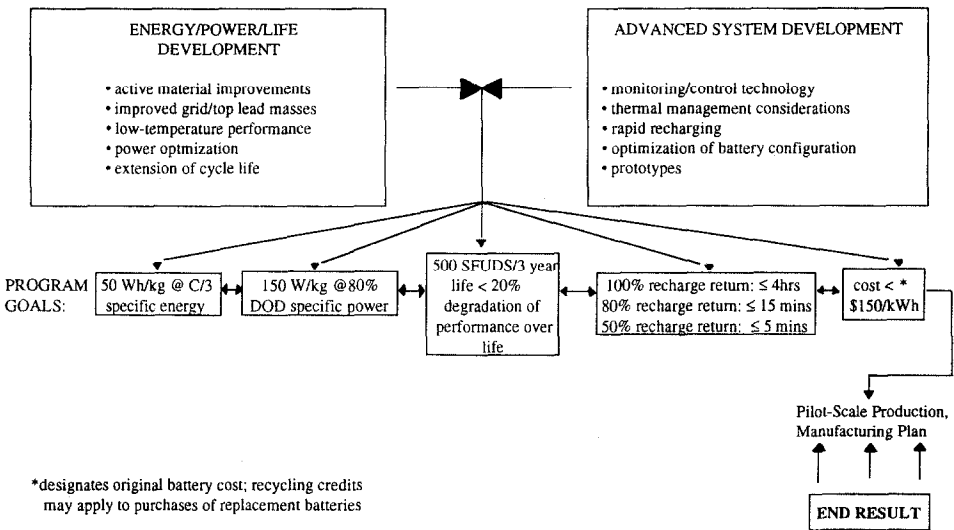 ENERGY/POWER/LIFE
DEVELOPMENT
• active material improvements
• improved grid/top lead masses
• low-temperature performance
• power optmization
• extension of cycle life
ADVANCED SYSTEM DEVELOPMENT
• monitoring/control technology
• thermal management considerations
• rapid recharging
• optimization of battery configuration
• prototypes
PROGRAM
GOALS:
50 Wh/kg @ C/3
specific energy
150 W/kg @80%
DOD specific power
500 SFUDS/3 year
life < 20%
degradation of
performance over
life
100% recharge return: ≤ 4hrs
80% recharge return: ≤ 15 mins
50% recharge return: ≤ 5 mins
cost < *
$150/kWh
Pilot-Scale Production,
Manufacturing Plan
END RESULT
*designates original battery cost; recycling credits
may apply to purchases of replacement batteries